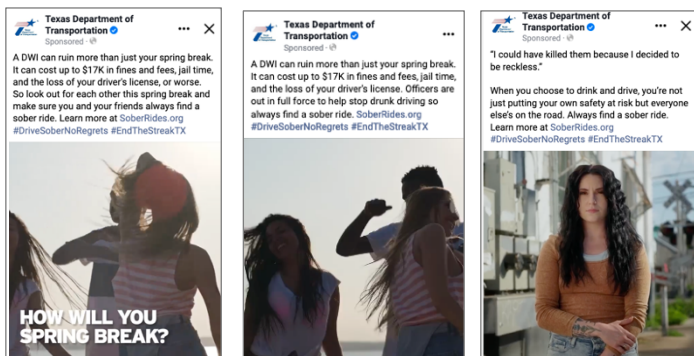 Texas Department of
Transportation
Sponsored ·
A DWI can ruin more than just your spring break.
It can cost up to $17K in fines and fees, jail time,
and the loss of your driver's license, or worse.
So look out for each other this spring break and
make sure you and your friends always find a
sober ride. Learn more at SoberRides.org
#DriveSoberNoRegrets #EndTheStreakTX
HOW WILL YOU
SPRING BREAK?
Texas Department of
Transportation
Sponsored ·
A DWI can ruin more than just your spring break.
It can cost up to $17K in fines and fees, jail time,
and the loss of your driver's license. Officers are
out in full force to help stop drunk driving so
always find a sober ride. SoberRides.org
#DriveSoberNoRegrets #EndTheStreakTX
Texas Department of
Transportation
Sponsored ·
"I could have killed them because I decided to
be reckless."
When you choose to drink and drive, you're not
just putting your own safety at risk but everyone
else's on the road. Always find a sober ride.
Learn more at SoberRides.org
#DriveSoberNoRegrets #EndTheStreakTX